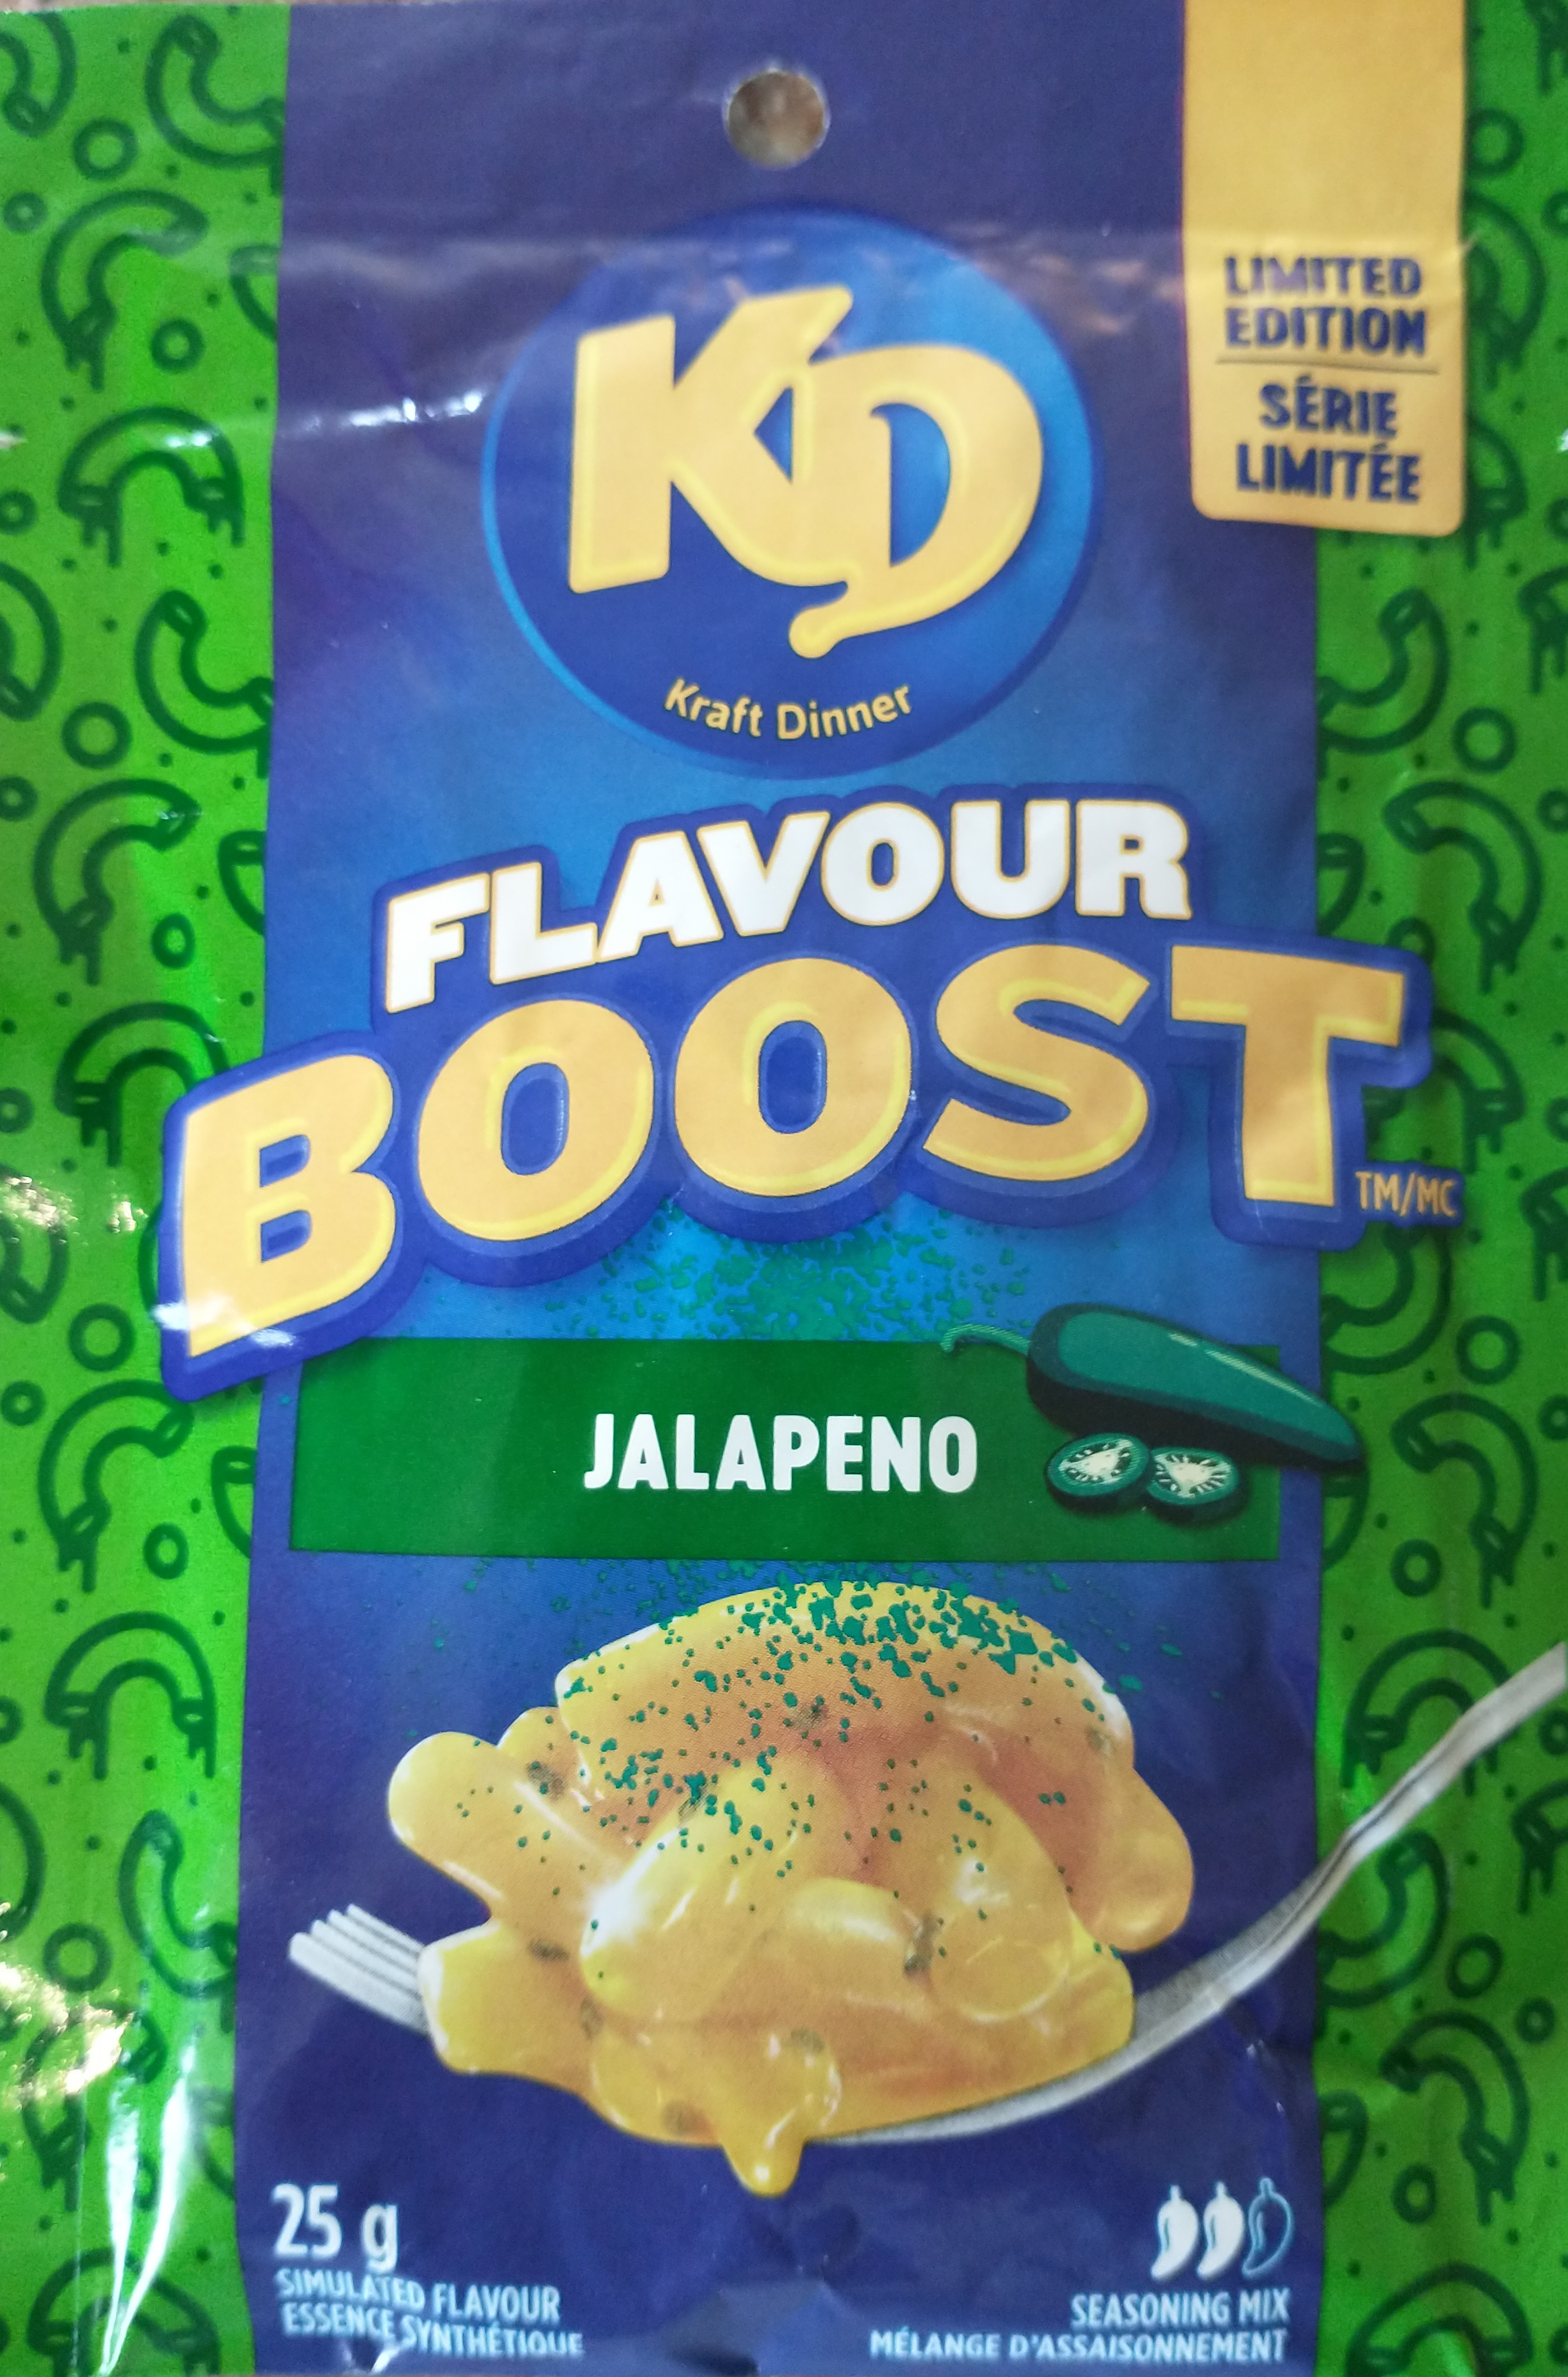 LIMITED
EDITION
SÉRIE
LIMITÉE
KD
Kraft Dinner
FLAVOUR
BOOST
TM/MC
JALAPENO
25 g
SIMULATED FLAVOUR
ESSENCE SYNTHÉTIQUE
SEASONING MIX
MÉLANGE D'ASSAISONNEMENT